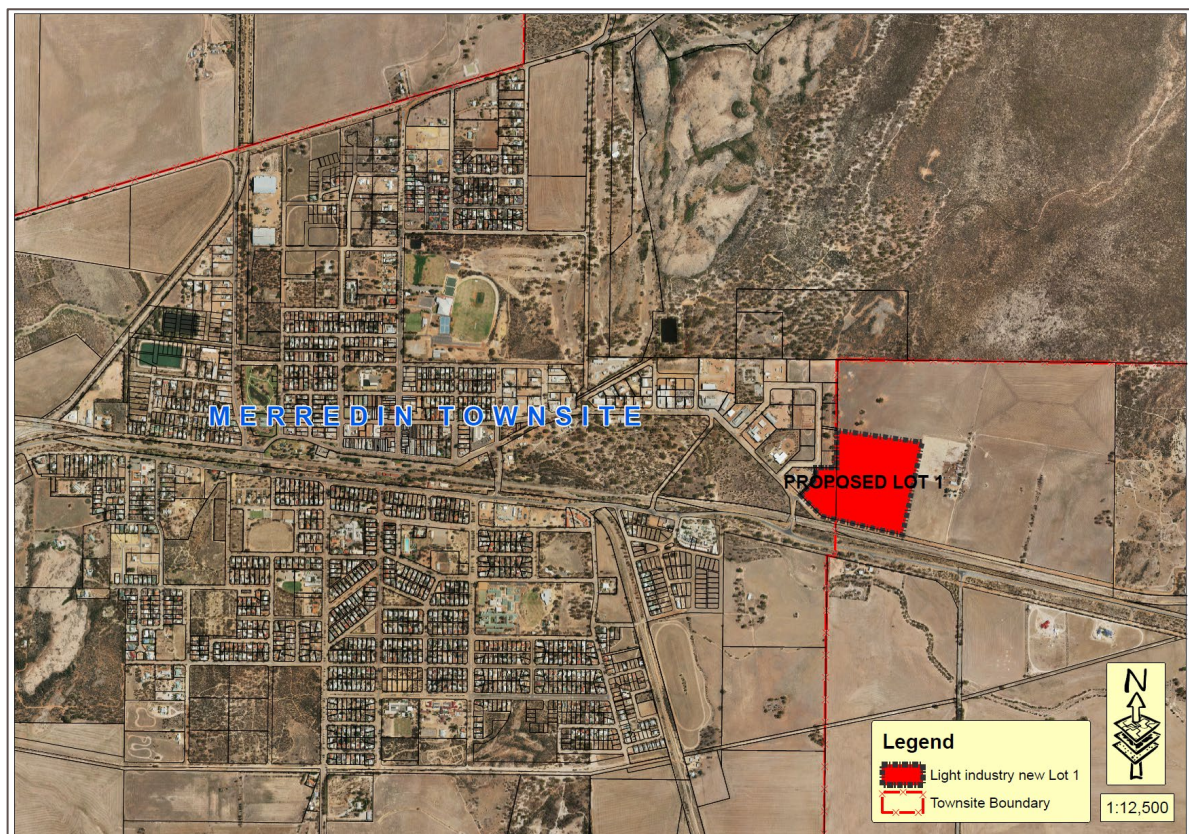 MERREDIN TOWNSITE
PROPOSED LOT 1
N
Legend
Light industry new Lot 1
Townsite Boundary
1:12,500